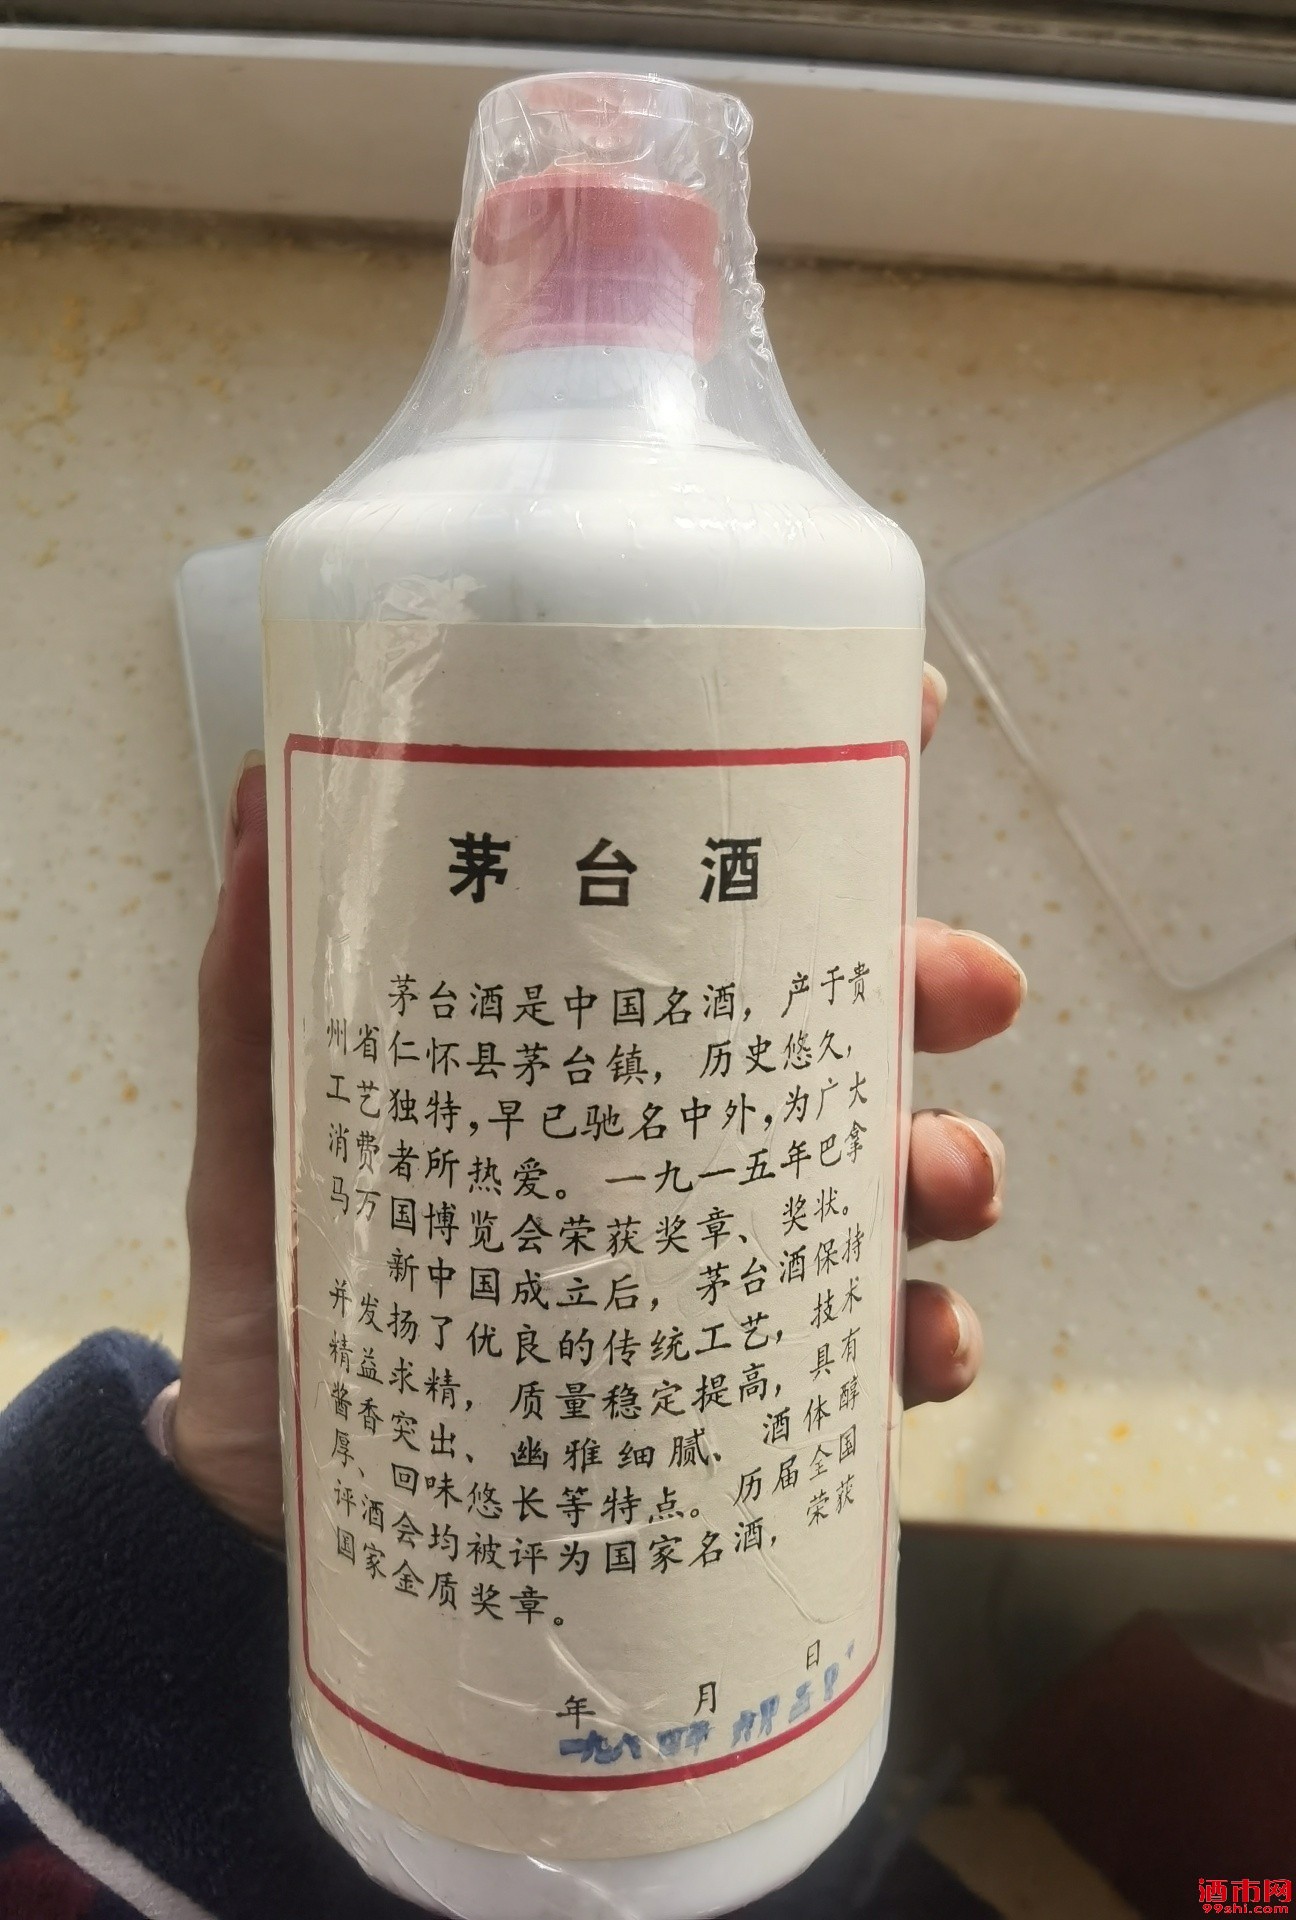 茅台酒
茅台酒是中国名酒，产于贵
州省仁怀县茅台镇，历史悠久，
工艺独特，早已驰名中外，为广大
消费者所热爱。一九一五年巴拿
马万国博览会荣获奖章、奖状。
新中国成立后，茅台酒保持
并发扬了优良的传统工艺，技术
精益求精，质量稳定提高，具有
酱香突出、幽雅细腻、酒体醇
厚、回味悠长等特点。历届全国
评酒会均被评为国家名酒，荣获
国家金质奖章。
年 月 日
一九八四年 六月
酒市网
99shi.com